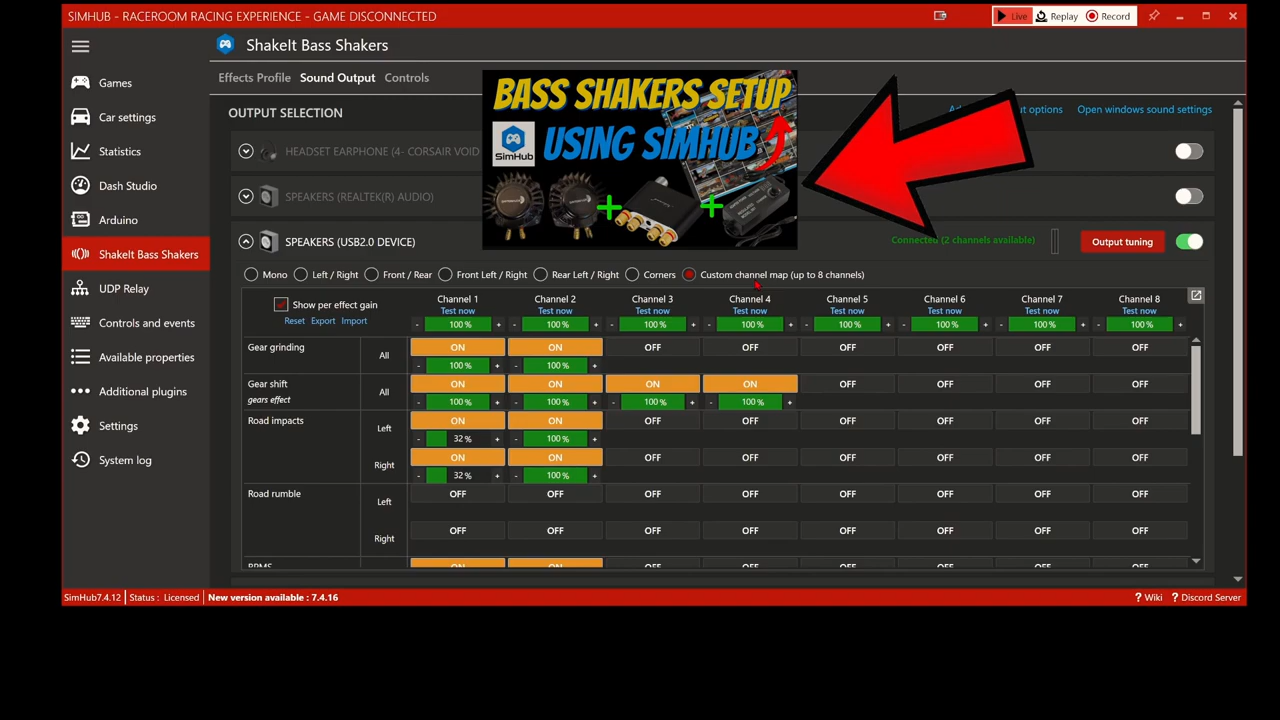 SIMHUB - RACEROOM RACING EXPERIENCE - GAME DISCONNECTED
Live Replay Record
ShakeIt Bass Shakers
Games
Car settings
Statistics
Dash Studio
Arduino
ShakeIt Bass Shakers
UDP Relay
Controls and events
Available properties
Additional plugins
Settings
System log
Effects Profile Sound Output Controls
OUTPUT SELECTION
ut options Open windows sound settings
BASS SHAKERS SETUP
SimHub
USING SIMHUB
HEADSET EARPHONE (4- CORSAIR VOID
SPEAKERS (REALTEK(R) AUDIO)
SPEAKERS (USB2.0 DEVICE) Connected (2 channels available) Output tuning
Mono Left / Right Front / Rear Front Left / Right Rear Left / Right Corners Custom channel map (up to 8 channels)
Show per effect gain
Reset Export Import
Channel 1 Channel 2 Channel 3 Channel 4 Channel 5 Channel 6 Channel 7 Channel 8
Test now Test now Test now Test now Test now Test now Test now Test now
- 100 % + - 100 % + - 100 % + - 100 % + - 100 % + - 100 % + - 100 % + - 100 % +
Gear grinding All ON ON OFF OFF OFF OFF OFF OFF
- 100 % + - 100 % +
Gear shift All ON ON ON ON OFF OFF OFF OFF
gears effect - 100 % + - 100 % + - 100 % + - 100 % +
Road impacts Left ON ON OFF OFF OFF OFF OFF OFF
- 32 % + - 100 % +
Right ON ON OFF OFF OFF OFF OFF OFF
- 32 % + - 100 % +
Road rumble Left OFF OFF OFF OFF OFF OFF OFF OFF
Right OFF OFF OFF OFF OFF OFF OFF OFF
RPMS ON ON OFF OFF OFF OFF OFF OFF
SimHub7.4.12 Status : Licensed New version available : 7.4.16
? Wiki ? Discord Server